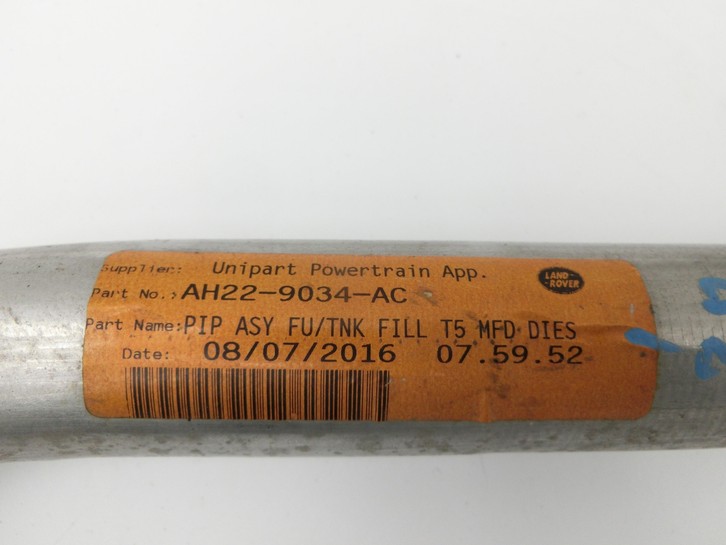 Supplier: Unipart Powertrain App.
LAND-
-ROVER
Part No.: AH22-9034-AC
Part Name: PIP ASY FU/TNK FILL T5 MFD DIES
Date: 08/07/2016 07.59.52